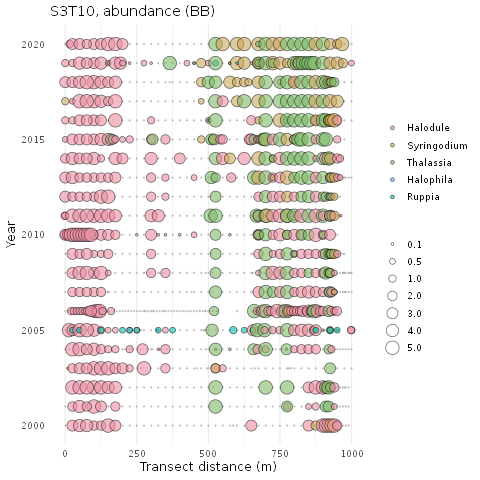 S3T10, abundance (BB)
2020
2015
2010
2005
2000
Year
0
250
500
750
1000
Transect distance (m)
Halodule
Syringodium
Thalassia
Halophila
Ruppia
0.1
0.5
1.0
2.0
3.0
4.0
5.0